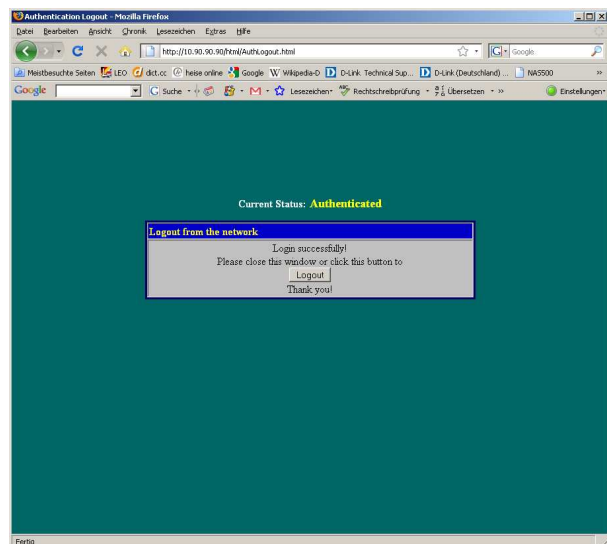 Authentication Logout - Mozilla Firefox
Datei Bearbeiten Ansicht Chronik Lesezeichen Extras Hilfe
http://10.90.90.90/html/AuthLogout.html
Google
Meistbesuchte Seiten LEO dict.cc heise online Google Wikipedia-D D-Link Technical Sup... D-Link (Deutschland) ... NAS500 »
Google Suche Lesezeichen Rechtschreibprüfung Übersetzen » Einstellungen
Current Status: Authenticated
Logout from the network
Login successfully!
Please close this window or click this button to
Logout
Thank you!
Fertig